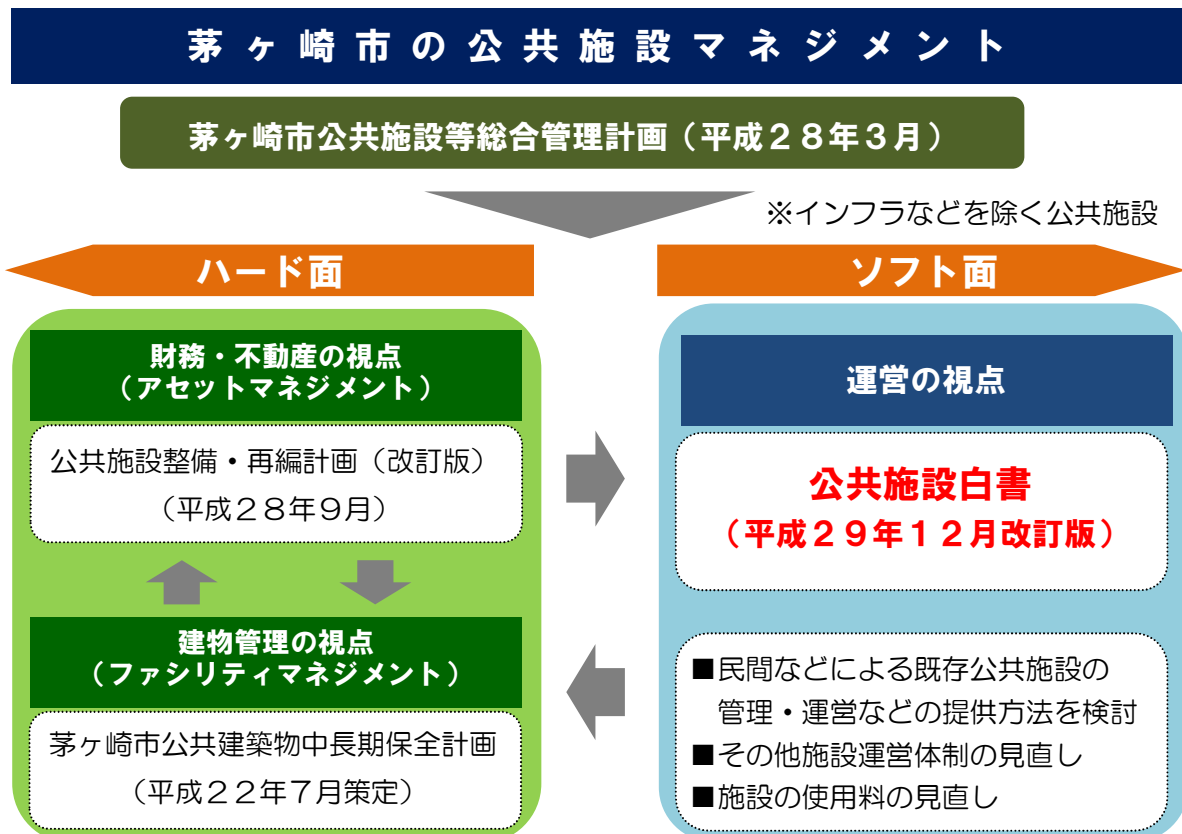 茅ヶ崎市の公共施設マネジメント
茅ヶ崎市公共施設等総合管理計画（平成２８年３月）
※インフラなどを除く公共施設
ハード面
財務・不動産の視点
（アセットマネジメント）
公共施設整備・再編計画（改訂版）
（平成２８年９月）
建物管理の視点
（ファシリティマネジメント）
茅ヶ崎市公共建築物中長期保全計画
（平成２２年７月策定）
ソフト面
運営の視点
公共施設白書
（平成２９年１２月改訂版）
■民間などによる既存公共施設の
管理・運営などの提供方法を検討
■その他施設運営体制の見直し
■施設の使用料の見直し